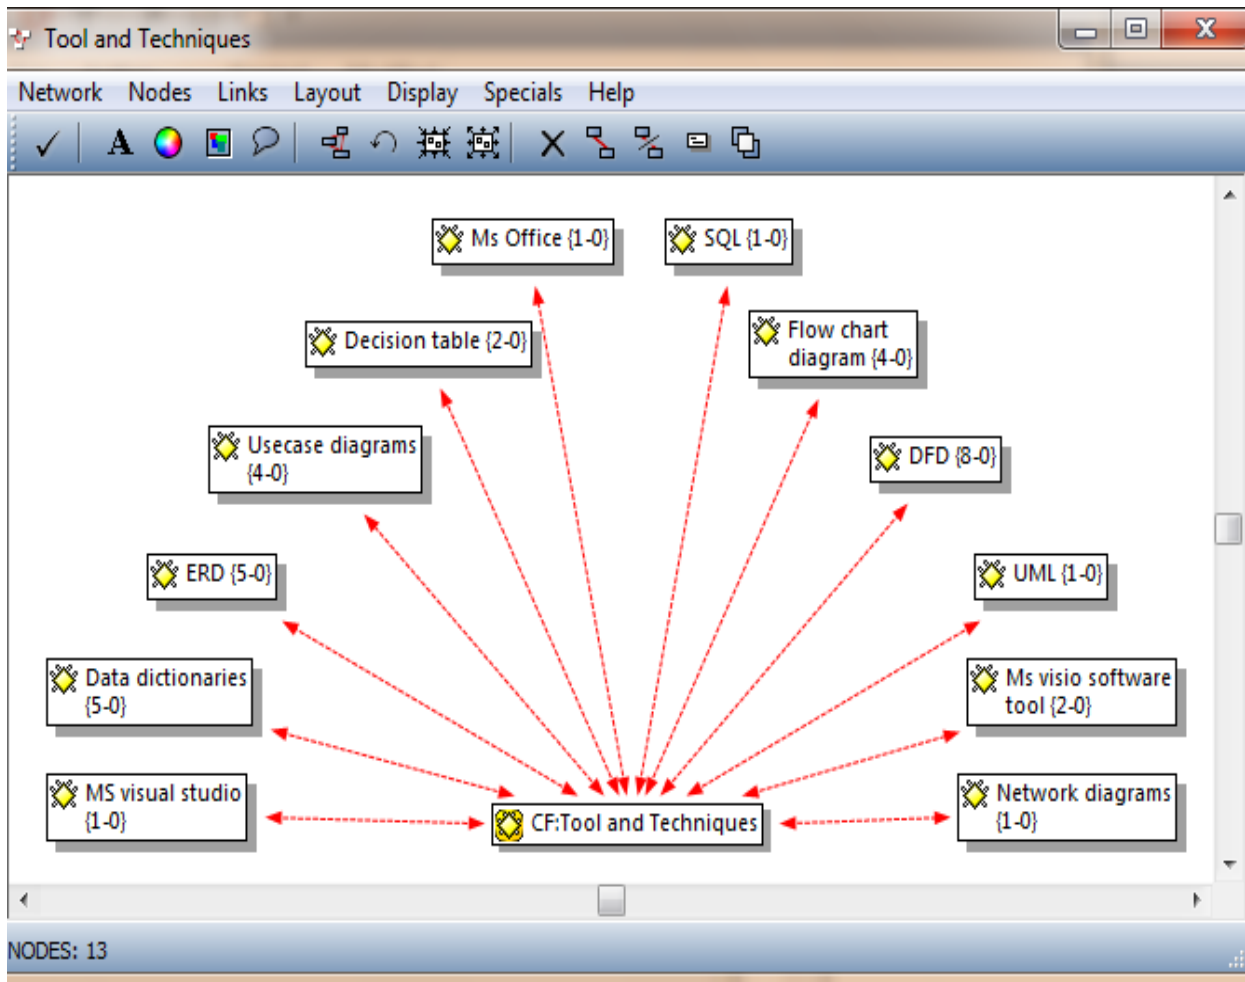 Tool and Techniques
Network Nodes Links Layout Display Specials Help
A
Ms Office {1-0}
SQL {1-0}
Decision table {2-0}
Flow chart
diagram {4-0}
Usecase diagrams
{4-0}
DFD {8-0}
ERD {5-0}
UML {1-0}
Data dictionaries
{5-0}
Ms visio software
tool {2-0}
MS visual studio
{1-0}
CF:Tool and Techniques
Network diagrams
{1-0}
NODES: 13